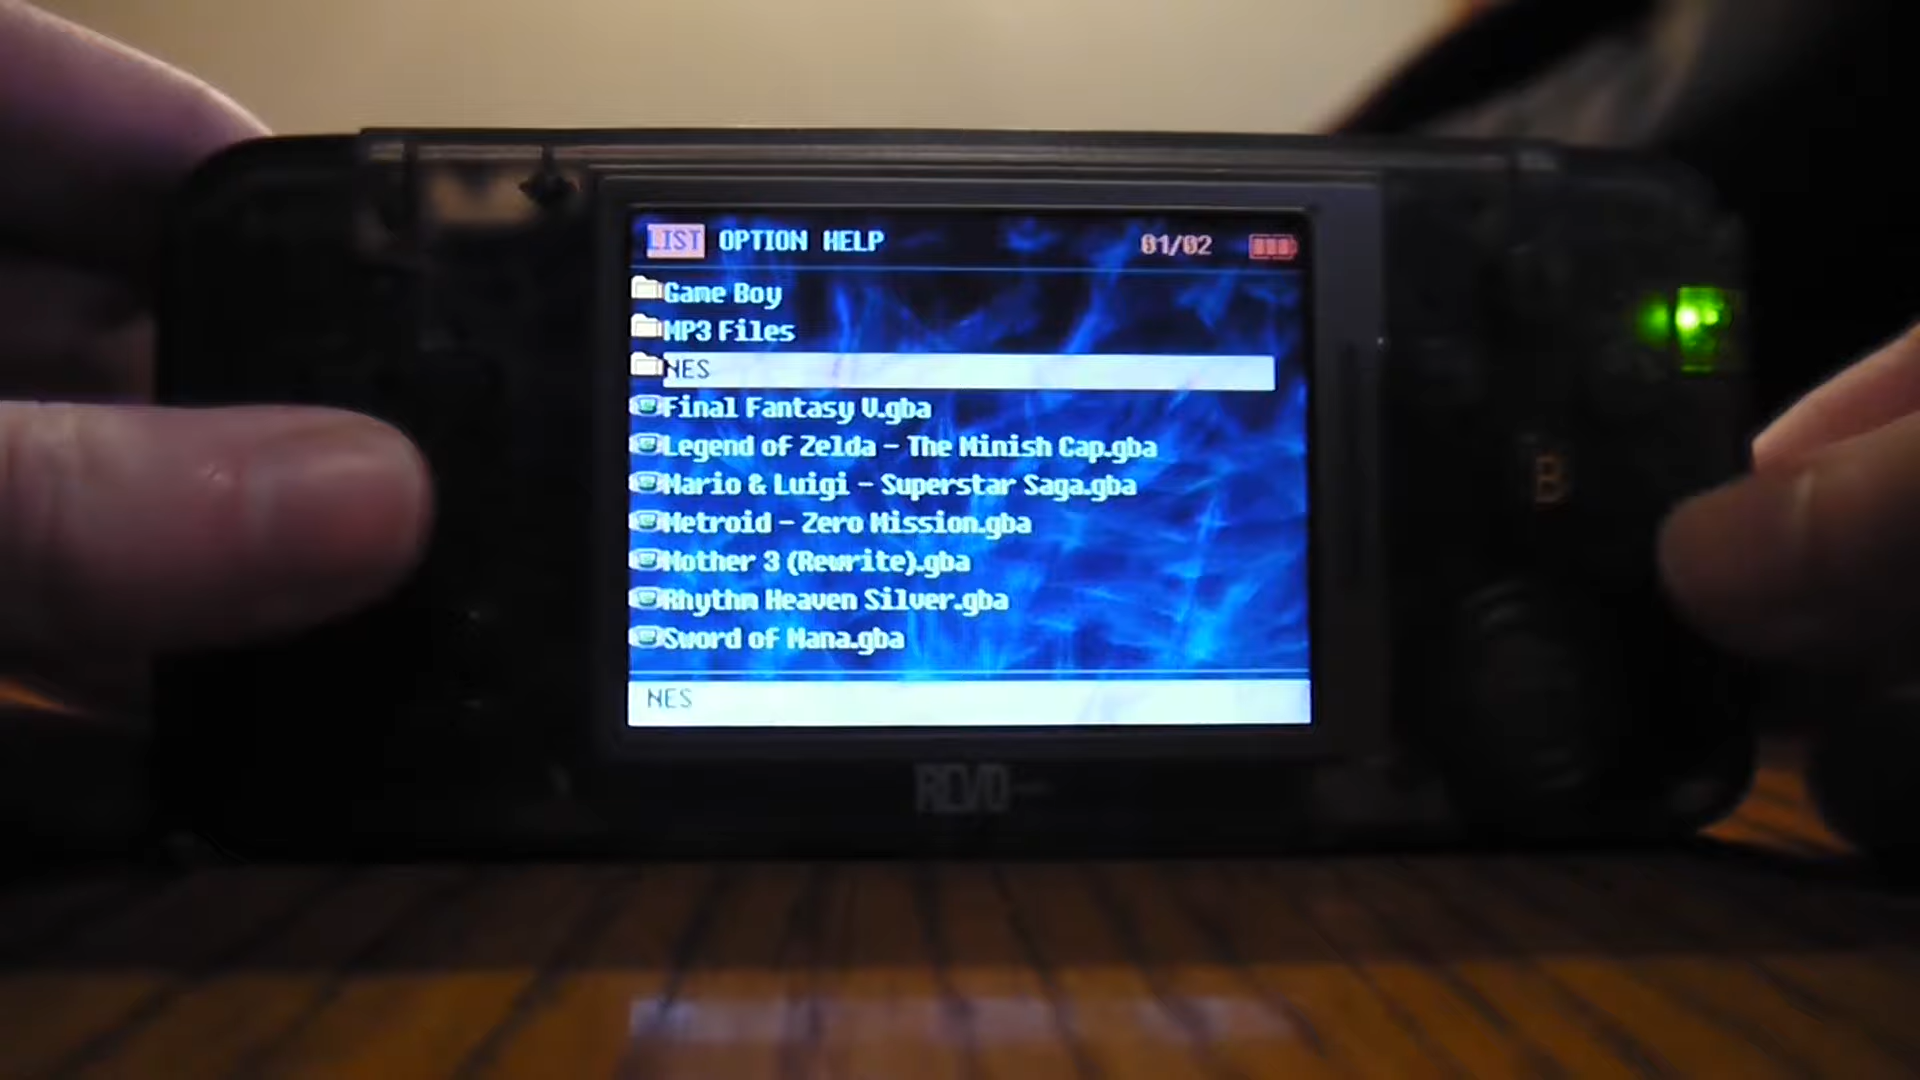 LIST OPTION HELP 01/02
Game Boy
MP3 Files
NES
Final Fantasy V.gba
Legend of Zelda - The Minish Cap.gba
Mario & Luigi - Superstar Saga.gba
Metroid - Zero Mission.gba
Mother 3 (Rewrite).gba
Rhythm Heaven Silver.gba
Sword of Mana.gba
NES
B
REVO